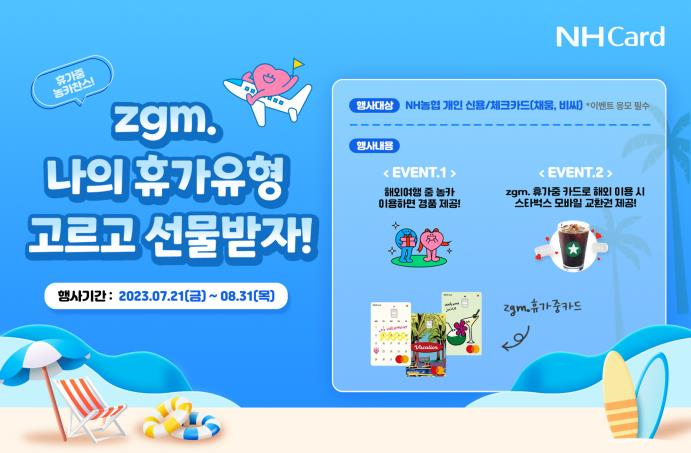 NH Card
휴가중
농카찬스!
zgm.
나의 휴가유형
고르고 선물받자!
행사기간 : 2023.07.21(금) ~ 08.31(목)
행사대상 NH농협 개인 신용/체크카드(채움, 비씨) *이벤트 응모 필수
행사내용
< EVENT.1 >
해외여행 중 농카
이용하면 경품 제공!
< EVENT.2 >
zgm. 휴가중 카드로 해외 이용 시
스타벅스 모바일 교환권 제공!
zgm.휴가중카드
Vacation